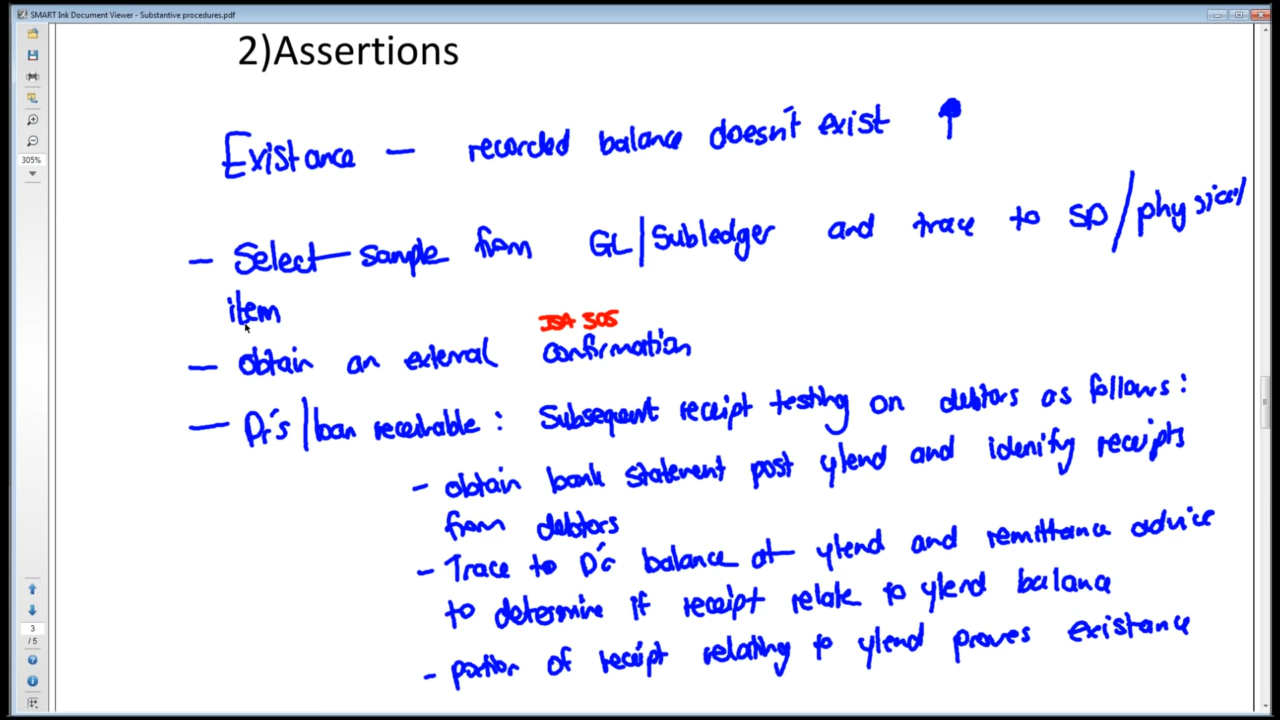 SMART Ink Document Viewer - Substantive procedures.pdf
2)Assertions
Existance – recorded balance doesn't exist
– Select sample from GL/Subledger and trace to SD/physical
item
ISA 505
– obtain an external confirmation
– Dr's/loan receivable : Subsequent receipt testing on debtors as follows :
– obtain bank statement post y/end and idenify receipts
from debtors
– Trace to Dr's balance at y/end and remittance advice
to determine if receipt relate to y/end balance
– portion of receipt relating to y/end proves existance
305%
3
/ 5